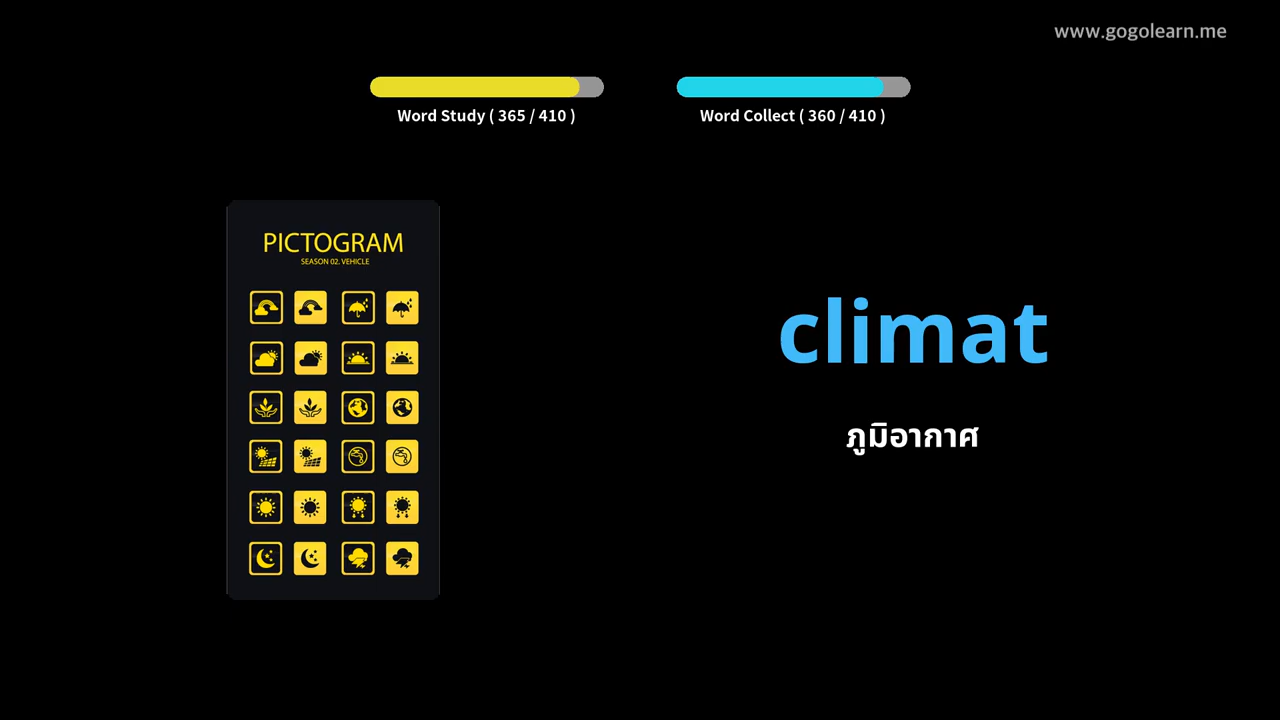 www.gogolearn.me
Word Study ( 365 / 410 )
Word Collect ( 360 / 410 )
PICTOGRAM
SEASON 02. VEHICLE
climat
ภูมิอากาศ